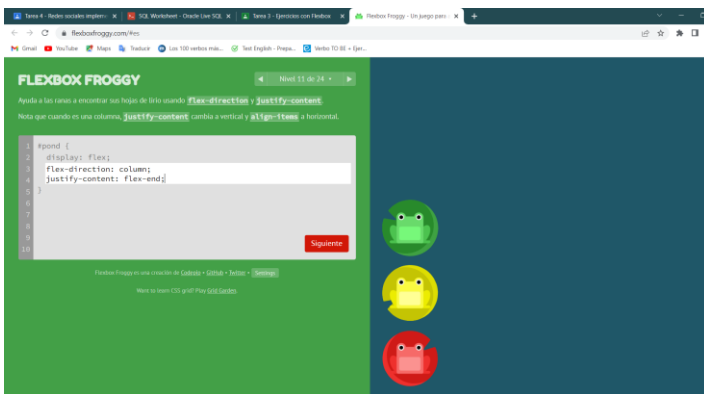 Tarea 4 - Redes sociales implem
SQL Worksheet - Oracle Live SQL
Tarea 3 - Ejercicios con Flexbox
Flexbox Froggy - Un juego para
flexboxfroggy.com/#es
Gmail
YouTube
Maps
Traducir
Los 100 verbos más...
Test English - Prepa...
Verbo TO BE + Ejer...
FLEXBOX FROGGY
Nivel 11 de 24
Ayuda a las ranas a encontrar sus hojas de lirio usando flex-direction y justify-content.
Nota que cuando es una columna, justify-content cambia a vertical y align-items a horizontal.
1 #pond {
2 display: flex;
3 flex-direction: column;
4 justify-content: flex-end;
5 }
6
7
8
9
10
Siguiente
Flexbox Froggy es una creación de Codepip • GitHub • Twitter • Settings
Want to learn CSS grid? Play Grid Garden.